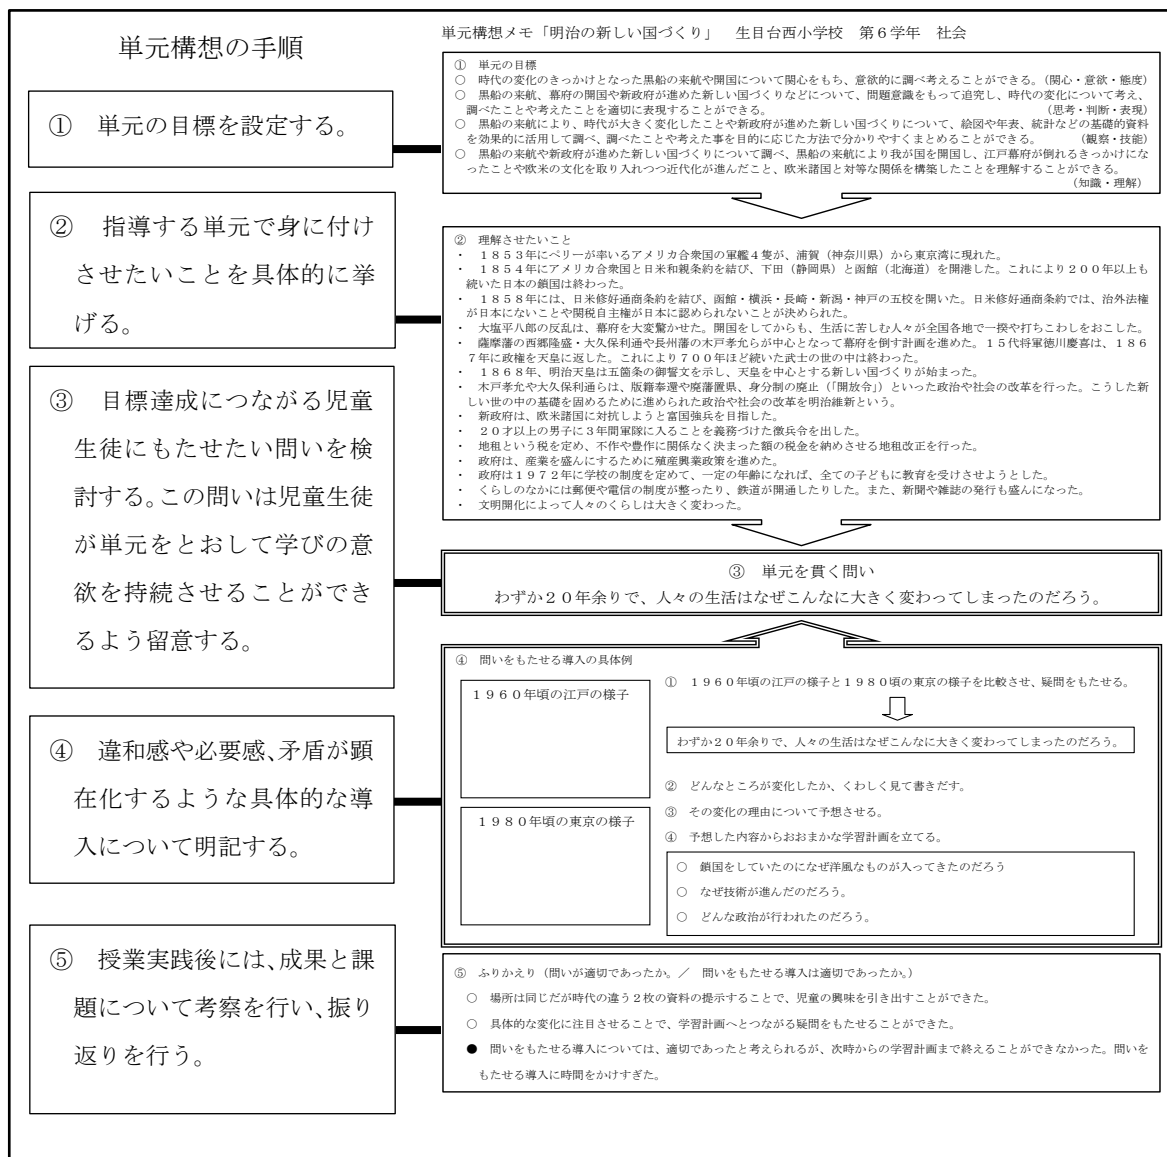 単元構想の手順
① 単元の目標を設定する。
② 指導する単元で身に付け
させたいことを具体的に挙
げる。
③ 目標達成につながる児童
生徒にもたせたい問いを検
討する。この問いは児童生徒
が単元をとおして学びの意
欲を持続させることができ
るよう留意する。
④ 違和感や必要感、矛盾が顕
在化するような具体的な導
入について明記する。
⑤ 授業実践後には、成果と課
題について考察を行い、振り
返りを行う。
単元構想メモ「明治の新しい国づくり」 生目台西小学校 第6学年 社会
① 単元の目標
○ 時代の変化のきっかけとなった黒船の来航や開国について関心をもち、意欲的に調べ考えることができる。(関心・意欲・態度)
○ 黒船の来航、幕府の開国や新政府が進めた新しい国づくりなどについて、問題意識をもって追究し、時代の変化について考え、
調べたことや考えたことを適切に表現することができる。 (思考・判断・表現)
○ 黒船の来航により、時代が大きく変化したことや新政府が進めた新しい国づくりについて、絵図や年表、統計などの基礎的資料
を効果的に活用して調べ、調べたことや考えた事を目的に応じた方法で分かりやすくまとめることができる。 (観察・技能)
○ 黒船の来航や新政府が進めた新しい国づくりについて調べ、黒船の来航により我が国を開国し、江戸幕府が倒れるきっかけにな
ったことや欧米の文化を取り入れつつ近代化が進んだこと、欧米諸国と対等な関係を構築したことを理解することができる。
(知識・理解)
② 理解させたいこと
・ 1853年にペリーが率いるアメリカ合衆国の軍艦4隻が、浦賀(神奈川県)から東京湾に現れた。
・ 1854年にアメリカ合衆国と日米和親条約を結び、下田(静岡県)と函館(北海道)を開港した。これにより200年以上も
続いた日本の鎖国は終わった。
・ 1858年には、日米修好通商条約を結び、函館・横浜・長崎・新潟・神戸の五校を開いた。日米修好通商条約では、治外法権
が日本にないことや関税自主権が日本に認められないことが決められた。
・ 大塩平八郎の反乱は、幕府を大変驚かせた。開国をしてからも、生活に苦しむ人々が全国各地で一揆や打ちこわしをおこした。
・ 薩摩藩の西郷隆盛・大久保利通や長州藩の木戸孝允らが中心となって幕府を倒す計画を進めた。15代将軍徳川慶喜は、186
7年に政権を天皇に返した。これにより700年ほど続いた武士の世の中は終わった。
・ 1868年、明治天皇は五箇条の御誓文を示し、天皇を中心とする新しい国づくりが始まった。
・ 木戸孝允や大久保利通らは、版籍奉還や廃藩置県、身分制の廃止(「開放令」)といった政治や社会の改革を行った。こうした新し
い世の中の基礎を固めるために進められた政治や社会の改革を明治維新という。
・ 新政府は、欧米諸国に対抗しようと富国強兵を目指した。
・ 20才以上の男子に3年間軍隊に入ることを義務づけた徴兵令を出した。
・ 地租という税を定め、不作や豊作に関係なく決まった額の税金を納めさせる地租改正を行った。
・ 政府は、産業を盛んにするために殖産興業政策を進めた。
・ 政府は1972年に学校の制度を定めて、一定の年齢になれば、全ての子どもに教育を受けさせようとした。
・ くらしのなかには郵便や電信の制度が整ったり、鉄道が開通したりした。また、新聞や雑誌の発行も盛んになった。
・ 文明開化によって人々のくらしは大きく変わった。
③ 単元を貫く問い
わずか20年余りで、人々の生活はなぜこんなに大きく変わってしまったのだろう。
④ 問いをもたせる導入の具体例
1960年頃の江戸の様子
1980年頃の東京の様子
① 1960年頃の江戸の様子と1980頃の東京の様子を比較させ、疑問をもたせる。
わずか20年余りで、人々の生活はなぜこんなに大きく変わってしまったのだろう。
② どんなところが変化したか、くわしく見て書きだす。
③ その変化の理由について予想させる。
④ 予想した内容からおおまかな学習計画を立てる。
○ 鎖国をしていたのになぜ洋風なものが入ってきたのだろう
○ なぜ技術が進んだのだろう。
○ どんな政治が行われたのだろう。
⑤ ふりかえり(問いが適切であったか。/ 問いをもたせる導入は適切であったか。)
○ 場所は同じだが時代の違う2枚の資料の提示することで、児童の興味を引き出すことができた。
○ 具体的な変化に注目させることで、学習計画へとつながる疑問をもたせることができた。
● 問いをもたせる導入については、適切であったと考えられるが、次時からの学習計画まで終えることができなかった。問いを
もたせる導入に時間をかけすぎた。